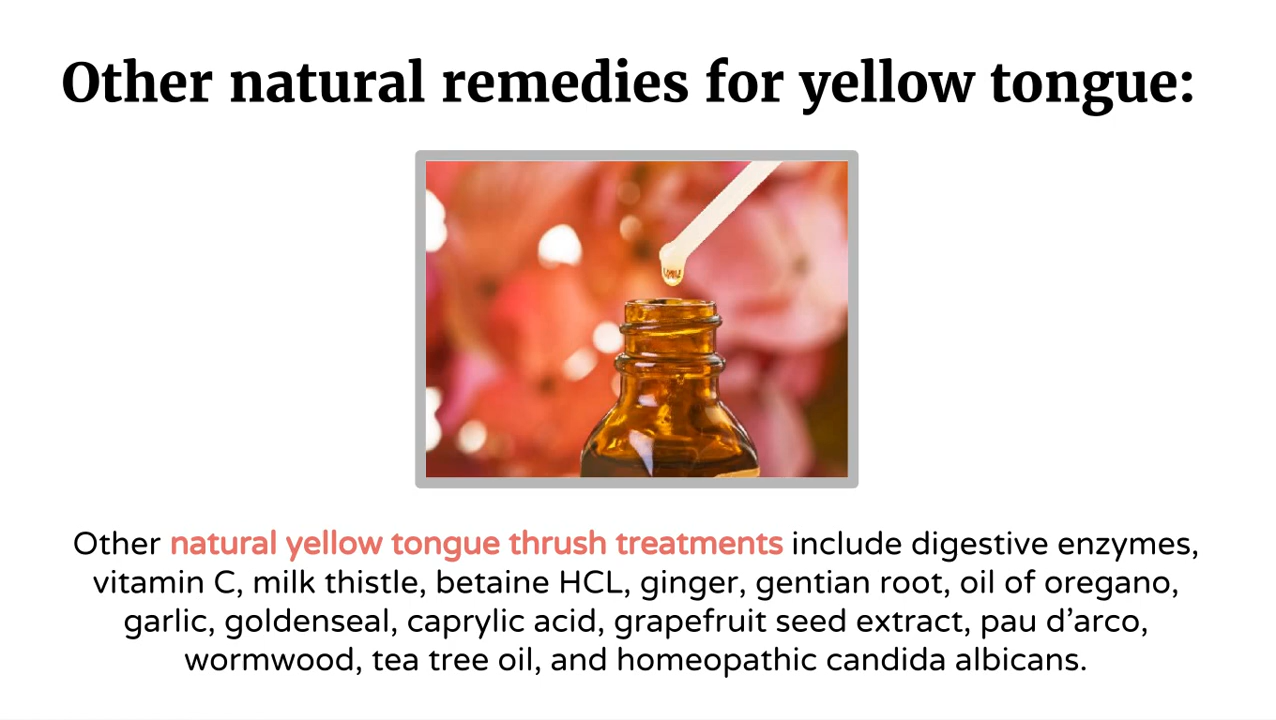 Other natural remedies for yellow tongue:
Other natural yellow tongue thrush treatments include digestive enzymes,
vitamin C, milk thistle, betaine HCL, ginger, gentian root, oil of oregano,
garlic, goldenseal, caprylic acid, grapefruit seed extract, pau d’arco,
wormwood, tea tree oil, and homeopathic candida albicans.